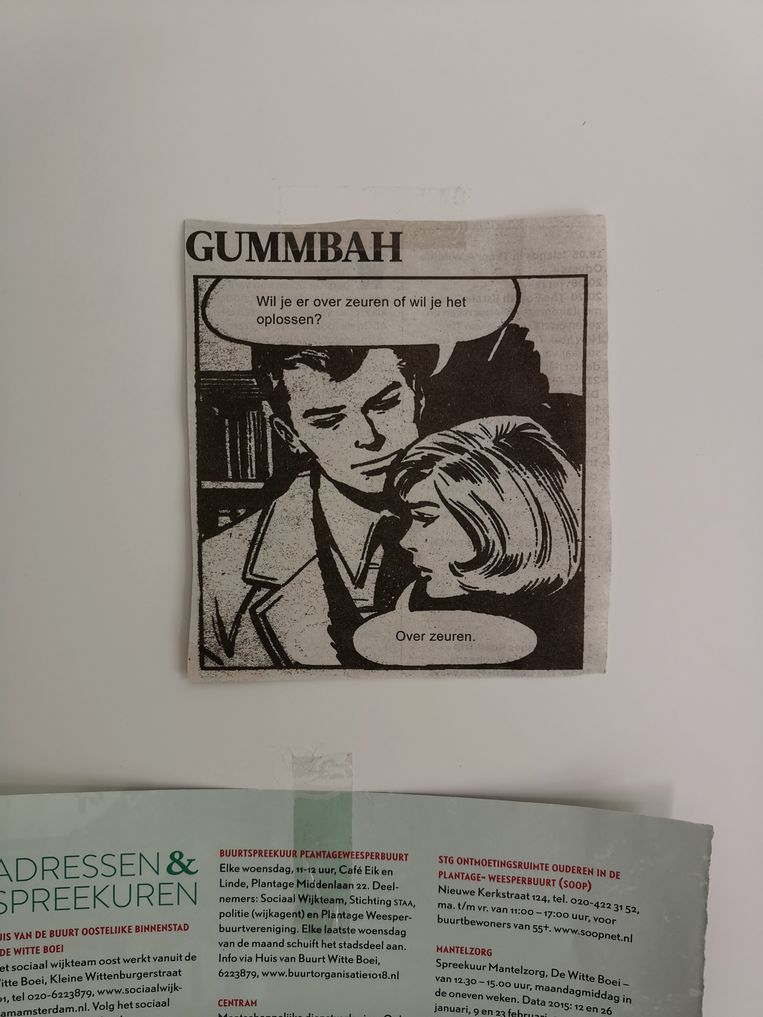 GUMMBAH
Wil je er over zeuren of wil je het
oplossen?
Over zeuren.
ADRESSEN &
SPREEKUREN
HUIS VAN DE BUURT OOSTELIJKE BINNENSTAD
DE WITTE BOEI
et sociaal wijkteam oost werkt vanuit de
itte Boei, Kleine Wittenburgerstraat
01, tel 020-6223879, www.sociaalwijk-
amamsterdam.nl. Volg het sociaal
BUURTSPREEKUUR PLANTAGEWEESPERBUURT
Elke woensdag, 11-12 uur, Café Eik en
Linde, Plantage Middenlaan 22. Deel-
nemers: Sociaal Wijkteam, Stichting STAA,
politie (wijkagent) en Plantage Weesper-
buurtvereniging. Elke laatste woensdag
van de maand schuift het stadsdeel aan.
Info via Huis van Buurt Witte Boei,
6223879, www.buurtorganisatie1018.nl
CENTRAM
STG ONTMOETINGSRUIMTE OUDEREN IN DE
PLANTAGE- WEESPERBUURT (SOOP)
Nieuwe Kerkstraat 124, tel. 020-422 31 52,
ma. t/m vr. van 11:00 – 17:00 uur, voor
buurtbewoners van 55+. www.soopnet.nl
MANTELZORG
Spreekuur Mantelzorg, De Witte Boei –
van 12.30 – 15.00 uur, maandagmiddag in
de oneven weken. Data 2015: 12 en 26
januari, 9 en 23 februari,